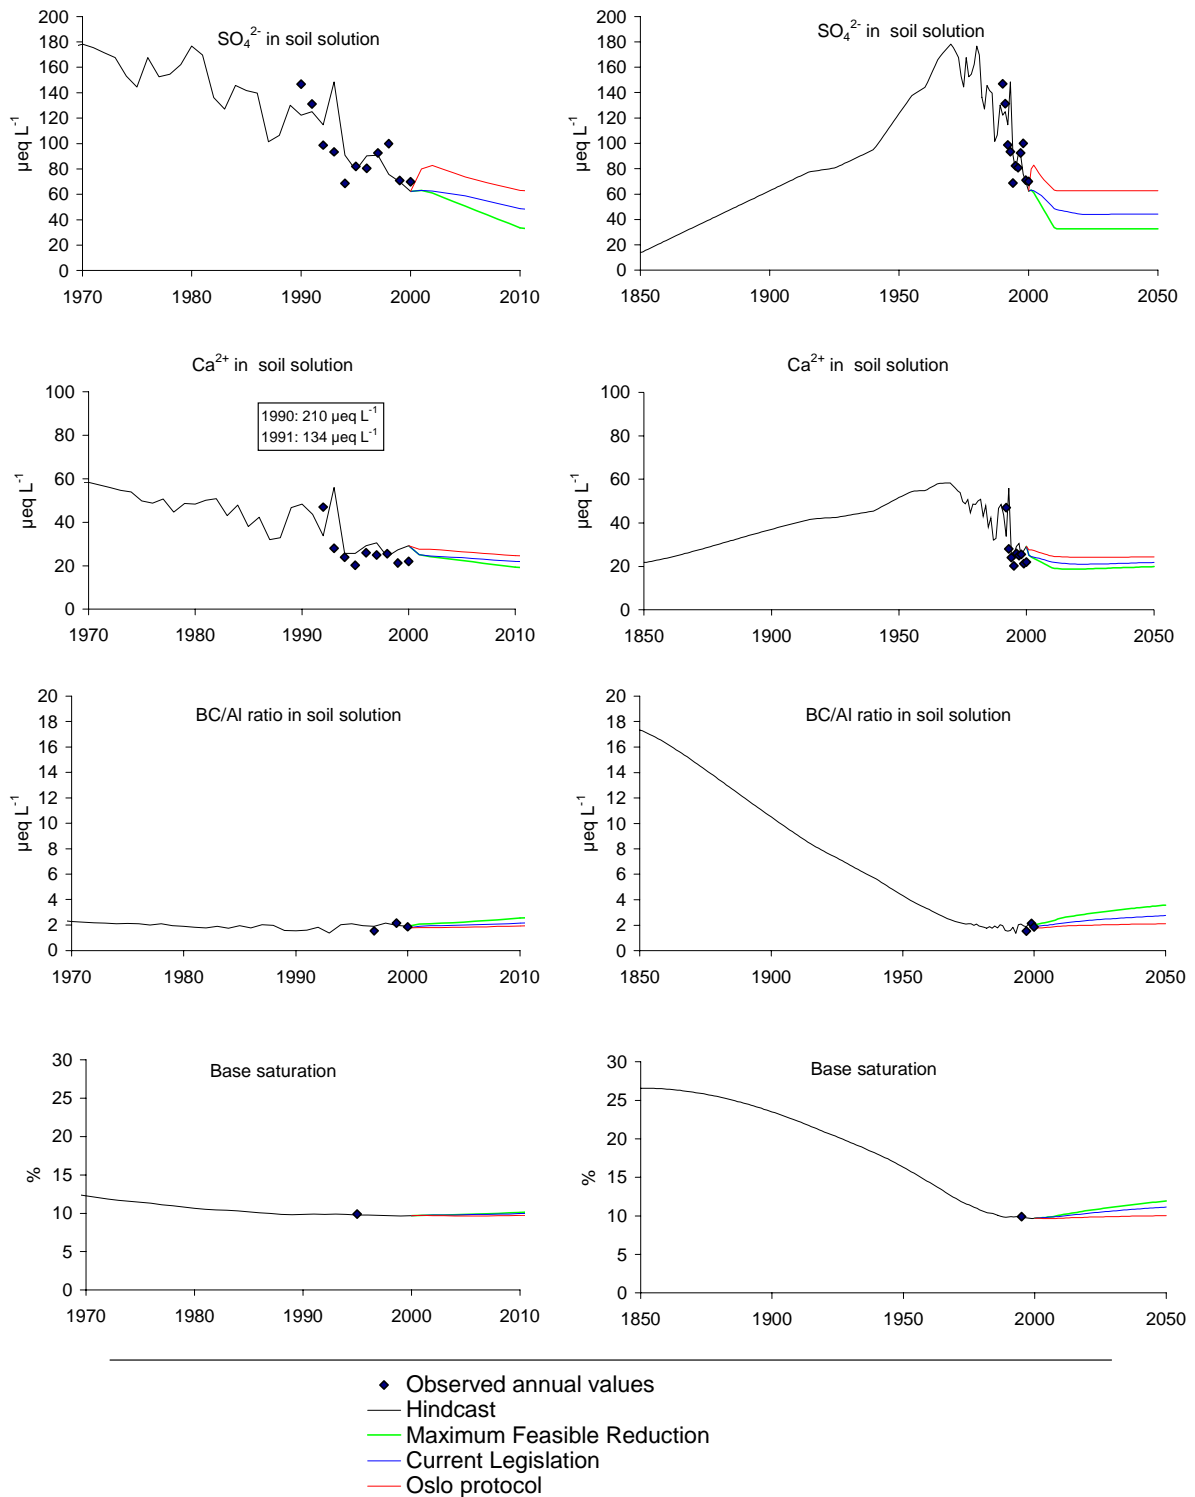 SO₄²⁻ in soil solution
200
180
160
140
120
100
80
60
40
20
0
µeq L⁻¹
1970 1980 1990 2000 2010
SO₄²⁻ in soil solution
200
180
160
140
120
100
80
60
40
20
0
µeq L⁻¹
1850 1900 1950 2000 2050
Ca²⁺ in soil solution
100
80
60
40
20
0
µeq L⁻¹
1990: 210 µeq L⁻¹
1991: 134 µeq L⁻¹
1970 1980 1990 2000 2010
Ca²⁺ in soil solution
100
80
60
40
20
0
µeq L⁻¹
1850 1900 1950 2000 2050
BC/Al ratio in soil solution
20
18
16
14
12
10
8
6
4
2
0
µeq L⁻¹
1970 1980 1990 2000 2010
BC/Al ratio in soil solution
20
18
16
14
12
10
8
6
4
2
0
µeq L⁻¹
1850 1900 1950 2000 2050
Base saturation
30
25
20
15
10
5
0
%
1970 1980 1990 2000 2010
Base saturation
30
25
20
15
10
5
0
%
1850 1900 1950 2000 2050
Observed annual values
Hindcast
Maximum Feasible Reduction
Current Legislation
Oslo protocol